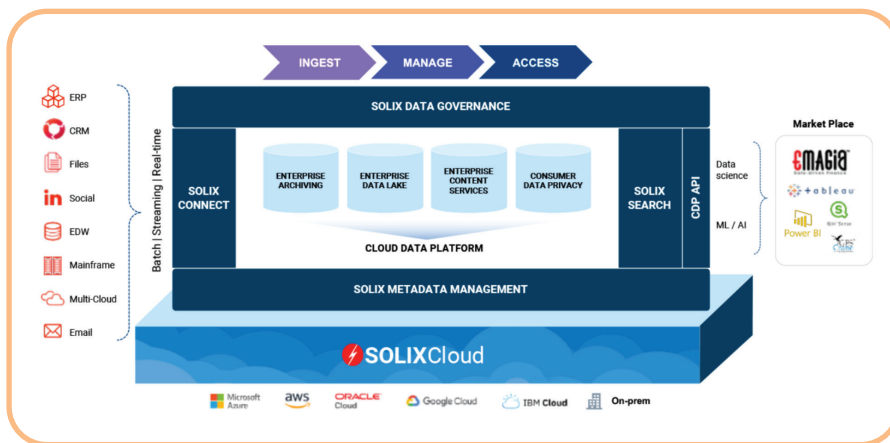 INGEST
MANAGE
ACCESS
SOLIX DATA GOVERNANCE
ERP
CRM
Files
Social
EDW
Mainframe
Multi-Cloud
Email
Batch | Streaming | Real-time
SOLIX
CONNECT
ENTERPRISE
ARCHIVING
ENTERPRISE
DATA LAKE
ENTERPRISE
CONTENT
SERVICES
CONSUMER
DATA PRIVACY
CLOUD DATA PLATFORM
SOLIX
SEARCH
CDP API
Data
science
ML / AI
Market Place
EMAGIA
data-driven finance
+ a b l e a u
Power BI
S
SOLIX METADATA MANAGEMENT
SOLIXCloud
Microsoft
Azure
aws
ORACLE
Cloud
Google Cloud
IBM Cloud
On-prem